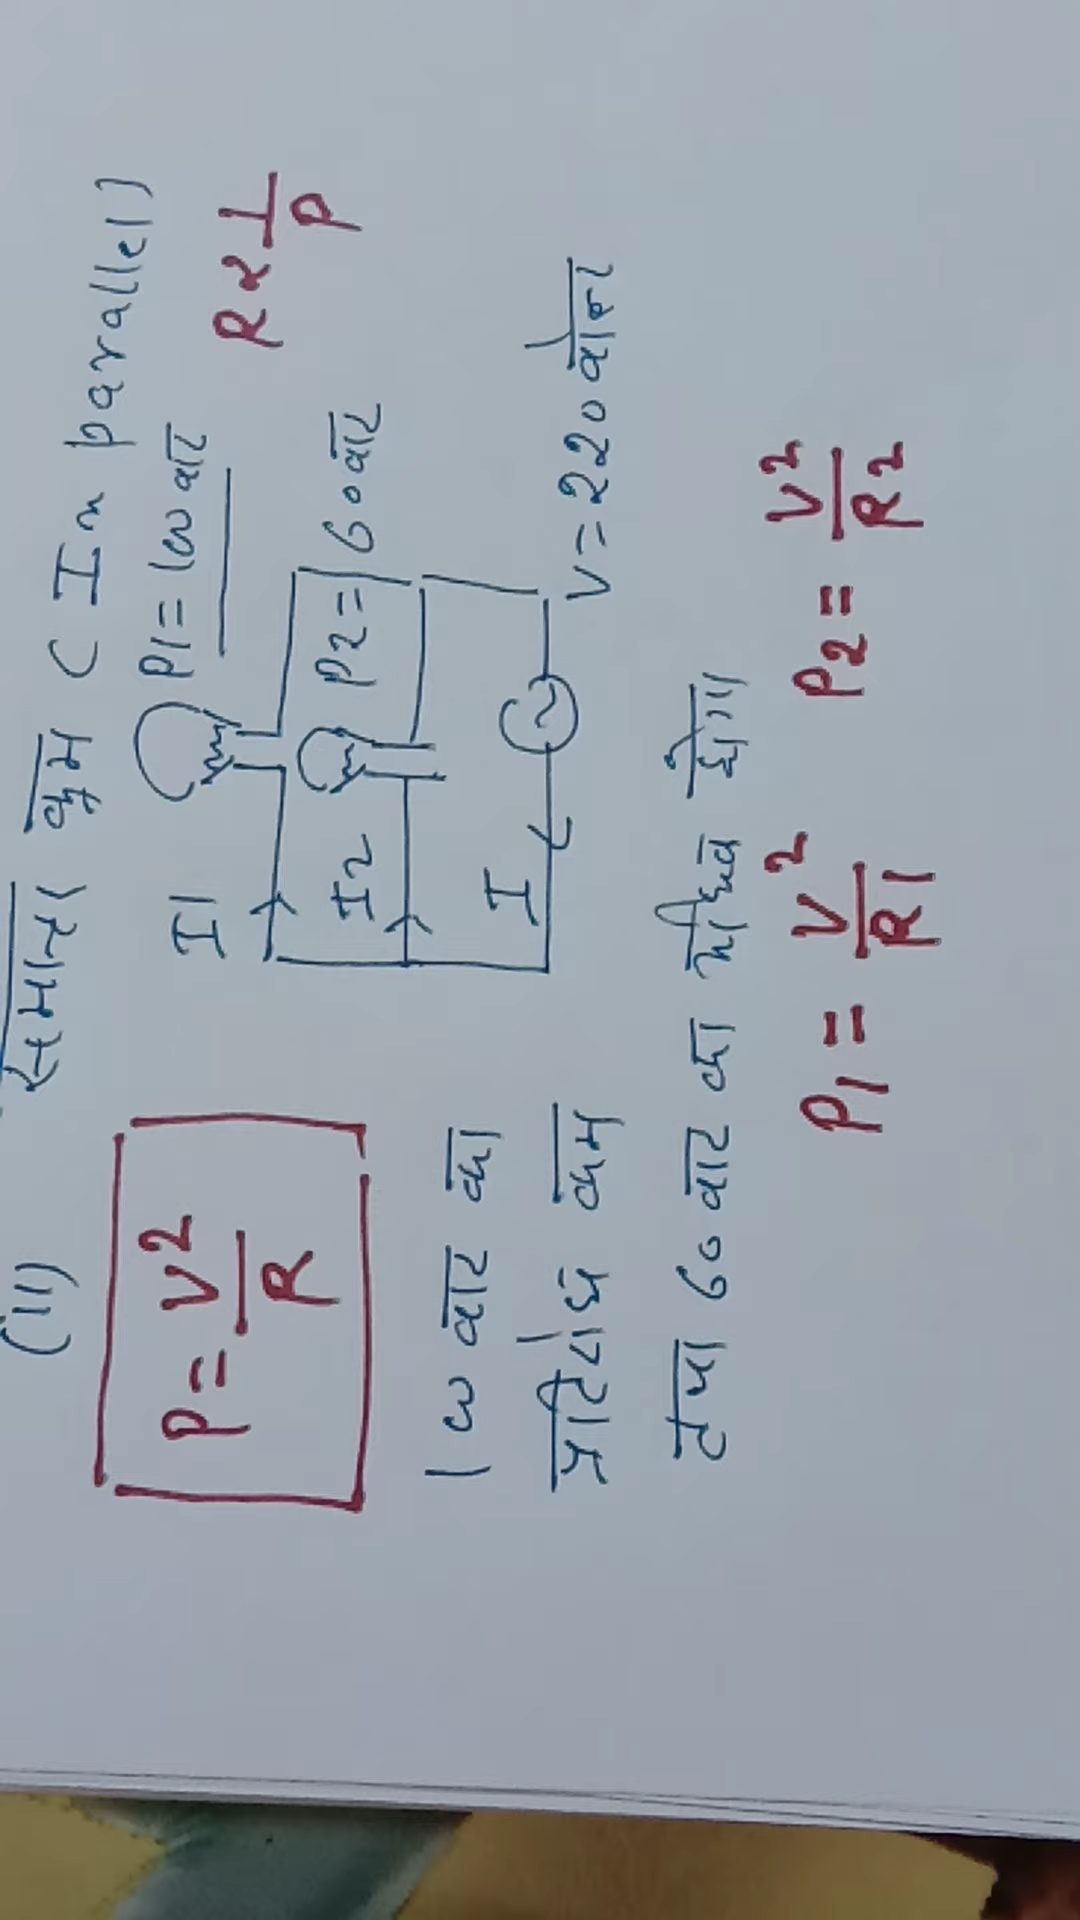 (ii) समान्तर क्रम (In parallel)
P1 = 100 वाट
R ∝ 1/P
P = V²/R
I1
P2 = 60 वाट
I2
I
V = 220 वोल्ट
100 वाट का
प्रतिरोध कम
तथा 60 वाट का अधिक होगा
P1 = V²/R1
P2 = V²/R2